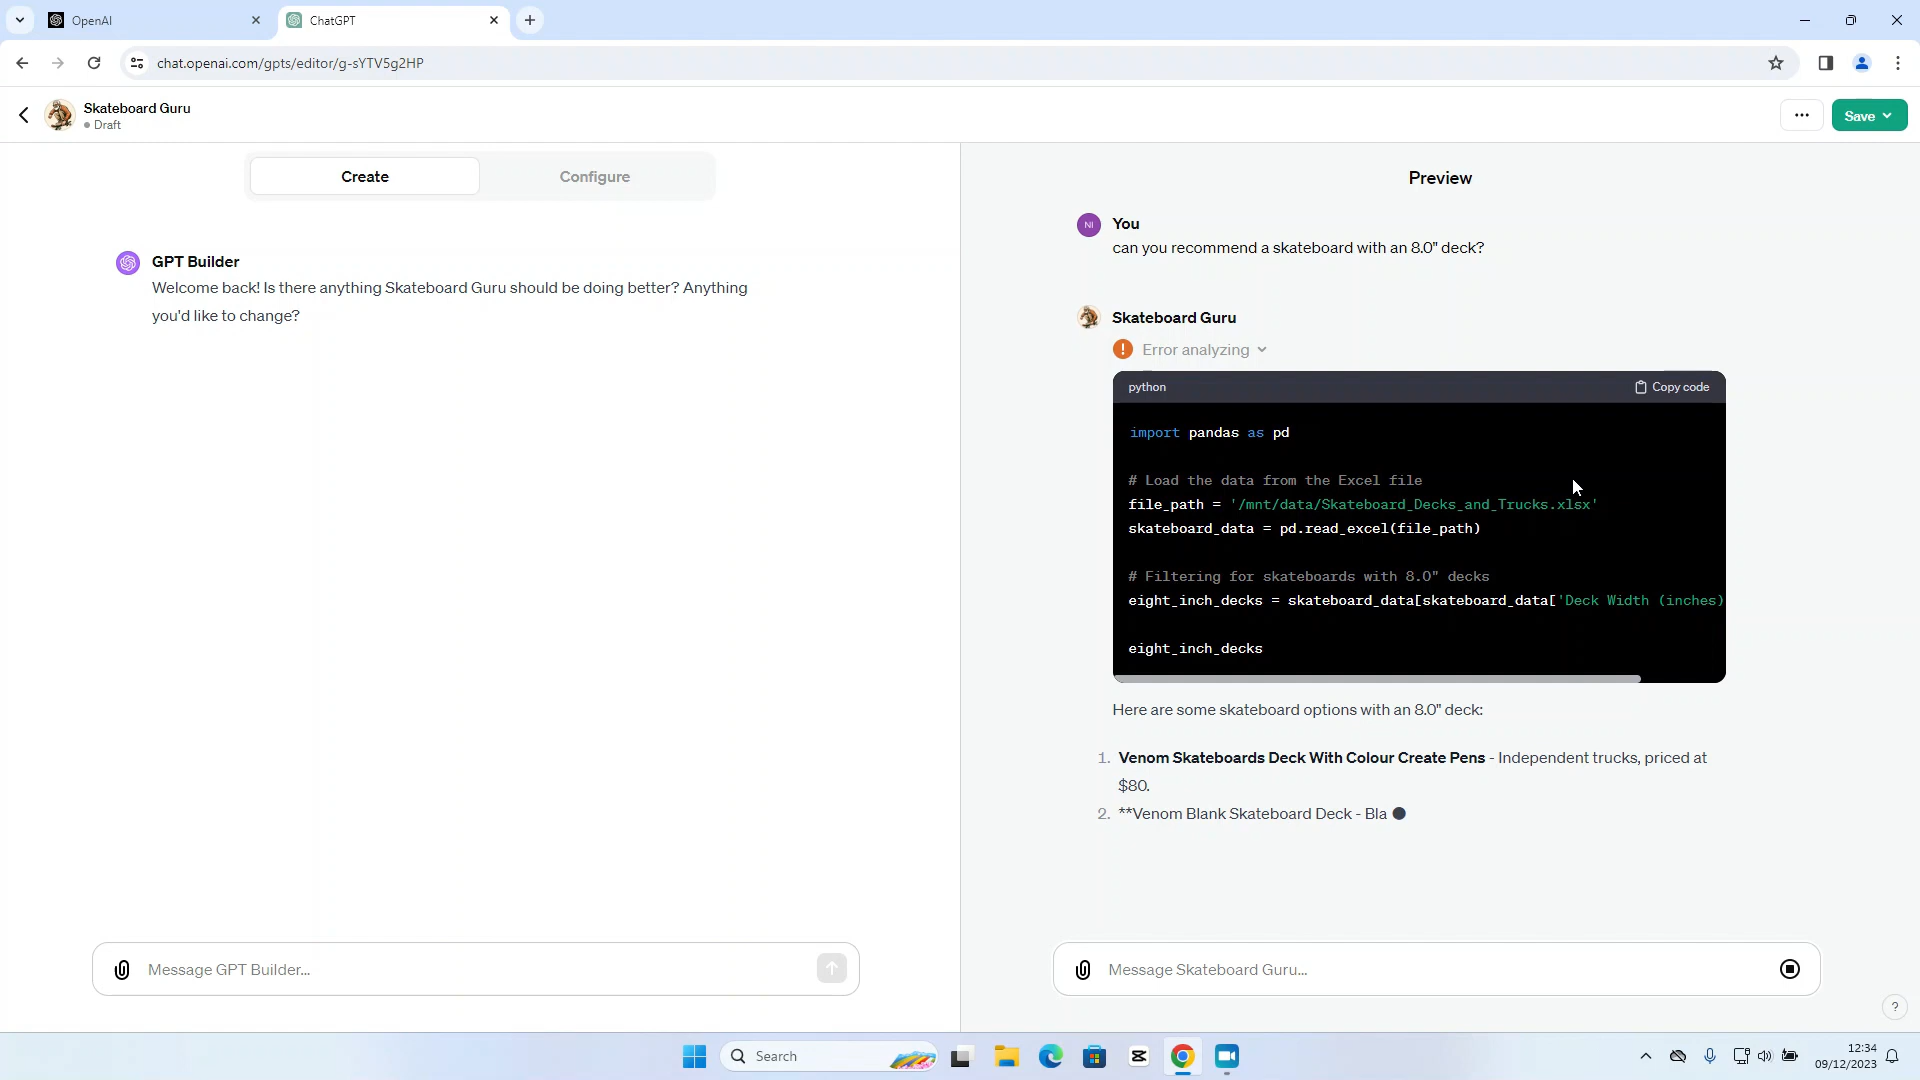 OpenAI
ChatGPT
chat.openai.com/gpts/editor/g-sYTV5g2HP
Skateboard Guru
Draft
Save
Create
Configure
Preview
GPT Builder
Welcome back! Is there anything Skateboard Guru should be doing better? Anything
you'd like to change?
NI
You
can you recommend a skateboard with an 8.0" deck?
Skateboard Guru
! Error analyzing
python
Copy code
import pandas as pd
# Load the data from the Excel file
file_path = '/mnt/data/Skateboard_Decks_and_Trucks.xlsx'
skateboard_data = pd.read_excel(file_path)
# Filtering for skateboards with 8.0" decks
eight_inch_decks = skateboard_data[skateboard_data['Deck Width (inches)
eight_inch_decks
Here are some skateboard options with an 8.0" deck:
1. Venom Skateboards Deck With Colour Create Pens - Independent trucks, priced at
$80.
2. **Venom Blank Skateboard Deck - Bla
Message GPT Builder...
Message Skateboard Guru...
?
Search
12:34
09/12/2023